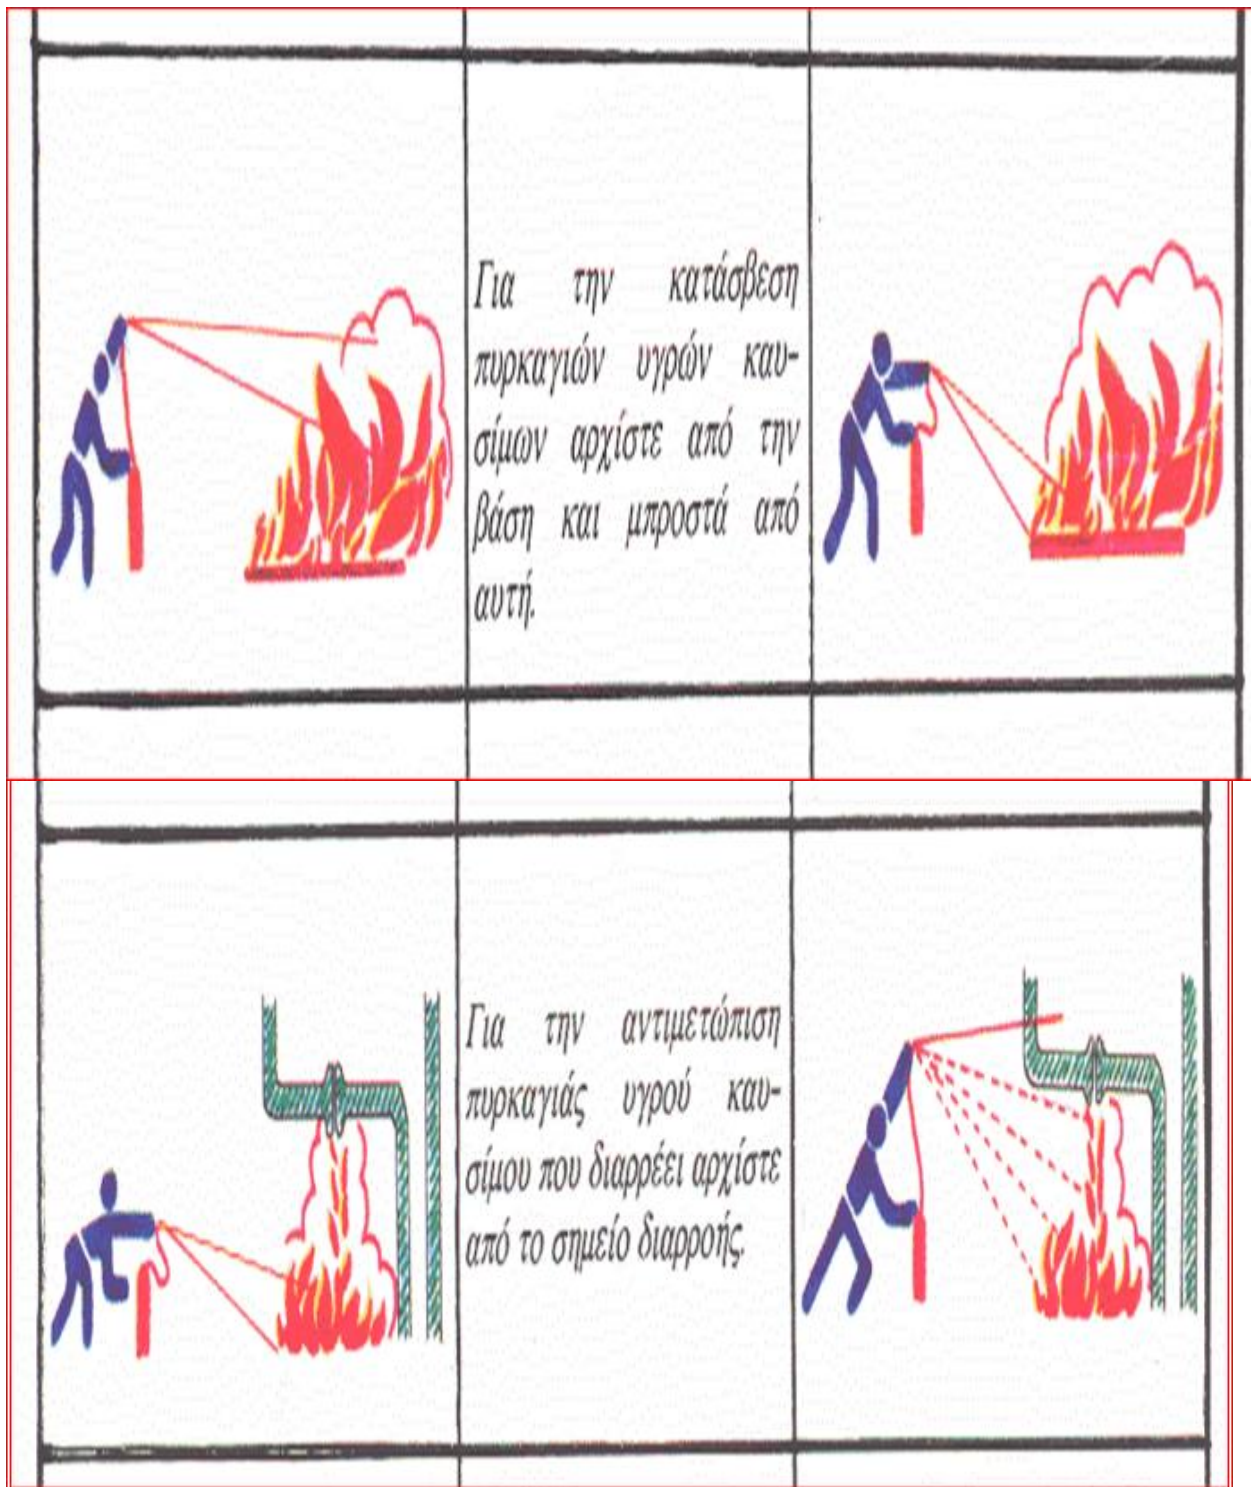 Για την κατάσβεση
πυρκαγιών υγρών καυ-
σίμων αρχίστε από την
βάση και μπροστά από
αυτή.
Για την αντιμετώπιση
πυρκαγιάς υγρού καυ-
σίμου που διαρρέει αρχίστε
από το σημείο διαρροής.